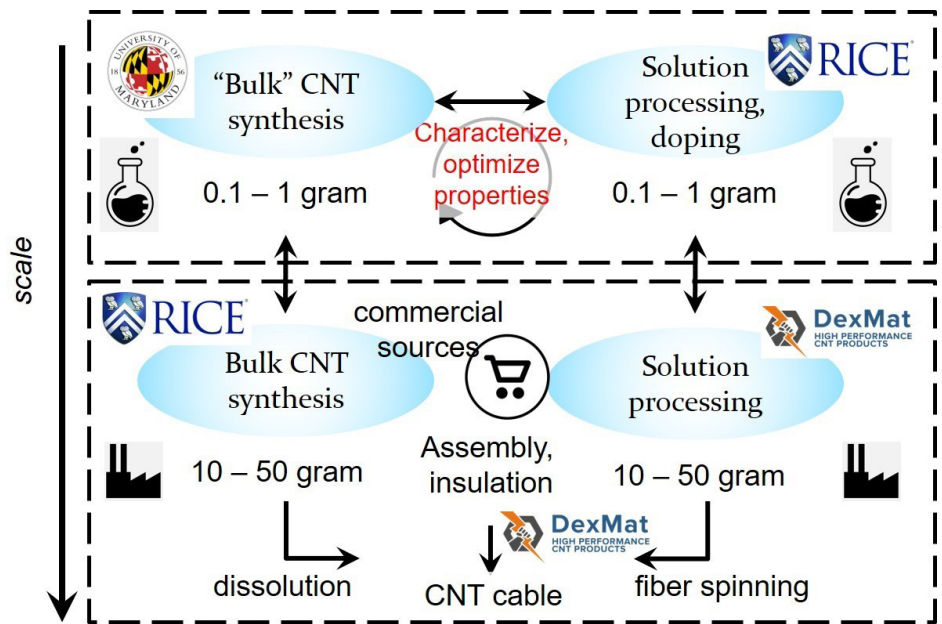 UNIVERSITY OF
18 56
MARYLAND
“Bulk” CNT
synthesis
Solution
processing,
doping
RICE
Characterize,
optimize
properties
0.1 – 1 gram
0.1 – 1 gram
scale
RICE
commercial
sources
DexMat
HIGH PERFORMANCE
CNT PRODUCTS
Bulk CNT
synthesis
Solution
processing
Assembly,
insulation
10 – 50 gram
10 – 50 gram
DexMat
HIGH PERFORMANCE
CNT PRODUCTS
dissolution
CNT cable
fiber spinning